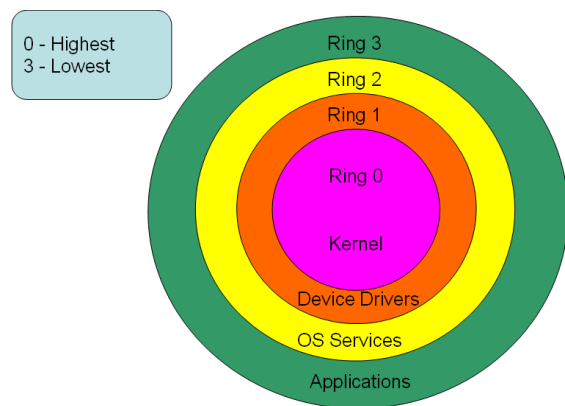 0 - Highest
3 - Lowest
Ring 3
Ring 2
Ring 1
Ring 0
Kernel
Device Drivers
OS Services
Applications